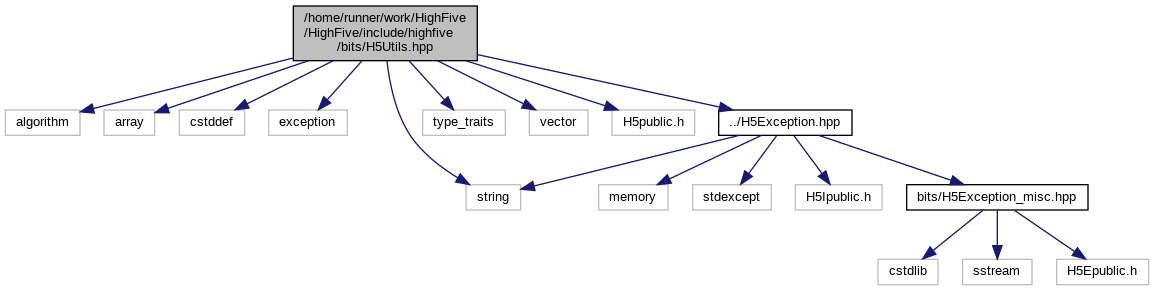 /home/runner/work/HighFive
/HighFive/include/highfive
/bits/H5Utils.hpp
algorithm
array
cstddef
exception
type_traits
vector
H5public.h
../H5Exception.hpp
string
memory
stdexcept
H5Ipublic.h
bits/H5Exception_misc.hpp
cstdlib
sstream
H5Epublic.h